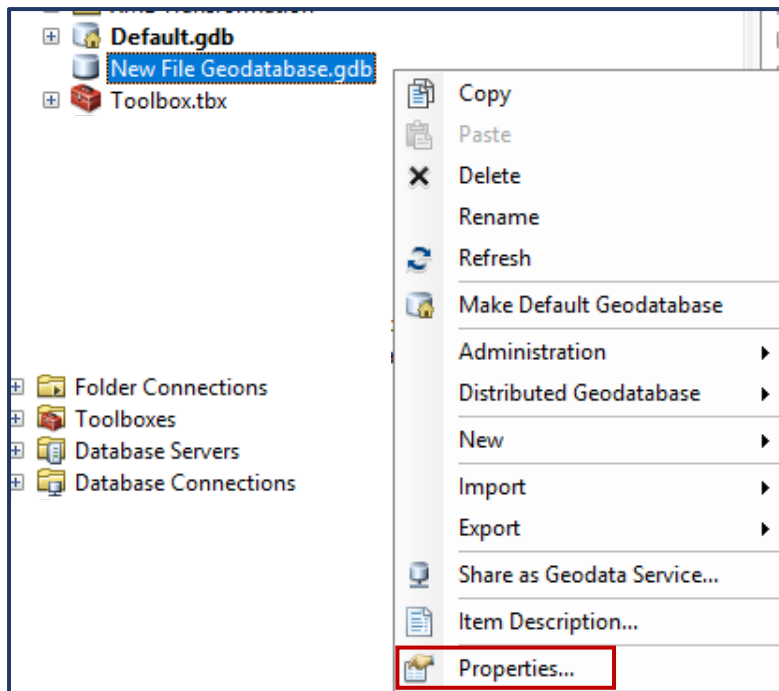 Default.gdb
New File Geodatabase.gdb
Toolbox.tbx
Folder Connections
Toolboxes
Database Servers
Database Connections
Copy
Paste
Delete
Rename
Refresh
Make Default Geodatabase
Administration
Distributed Geodatabase
New
Import
Export
Share as Geodata Service...
Item Description...
Properties...